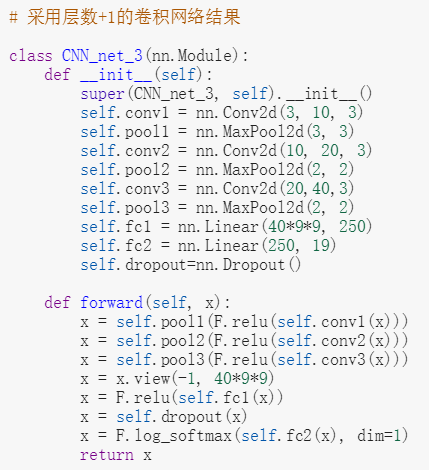 # 采用层数+1的卷积网络结果
class CNN_net_3(nn.Module):
    def __init__(self):
        super(CNN_net_3, self).__init__()
        self.conv1 = nn.Conv2d(3, 10, 3)
        self.pool1 = nn.MaxPool2d(3, 3)
        self.conv2 = nn.Conv2d(10, 20, 3)
        self.pool2 = nn.MaxPool2d(2, 2)
        self.conv3 = nn.Conv2d(20,40,3)
        self.pool3 = nn.MaxPool2d(2, 2)
        self.fc1 = nn.Linear(40*9*9, 250)
        self.fc2 = nn.Linear(250, 19)
        self.dropout=nn.Dropout()
    def forward(self, x):
        x = self.pool1(F.relu(self.conv1(x)))
        x = self.pool2(F.relu(self.conv2(x)))
        x = self.pool3(F.relu(self.conv3(x)))
        x = x.view(-1, 40*9*9)
        x = F.relu(self.fc1(x))
        x = self.dropout(x)
        x = F.log_softmax(self.fc2(x), dim=1)
        return x